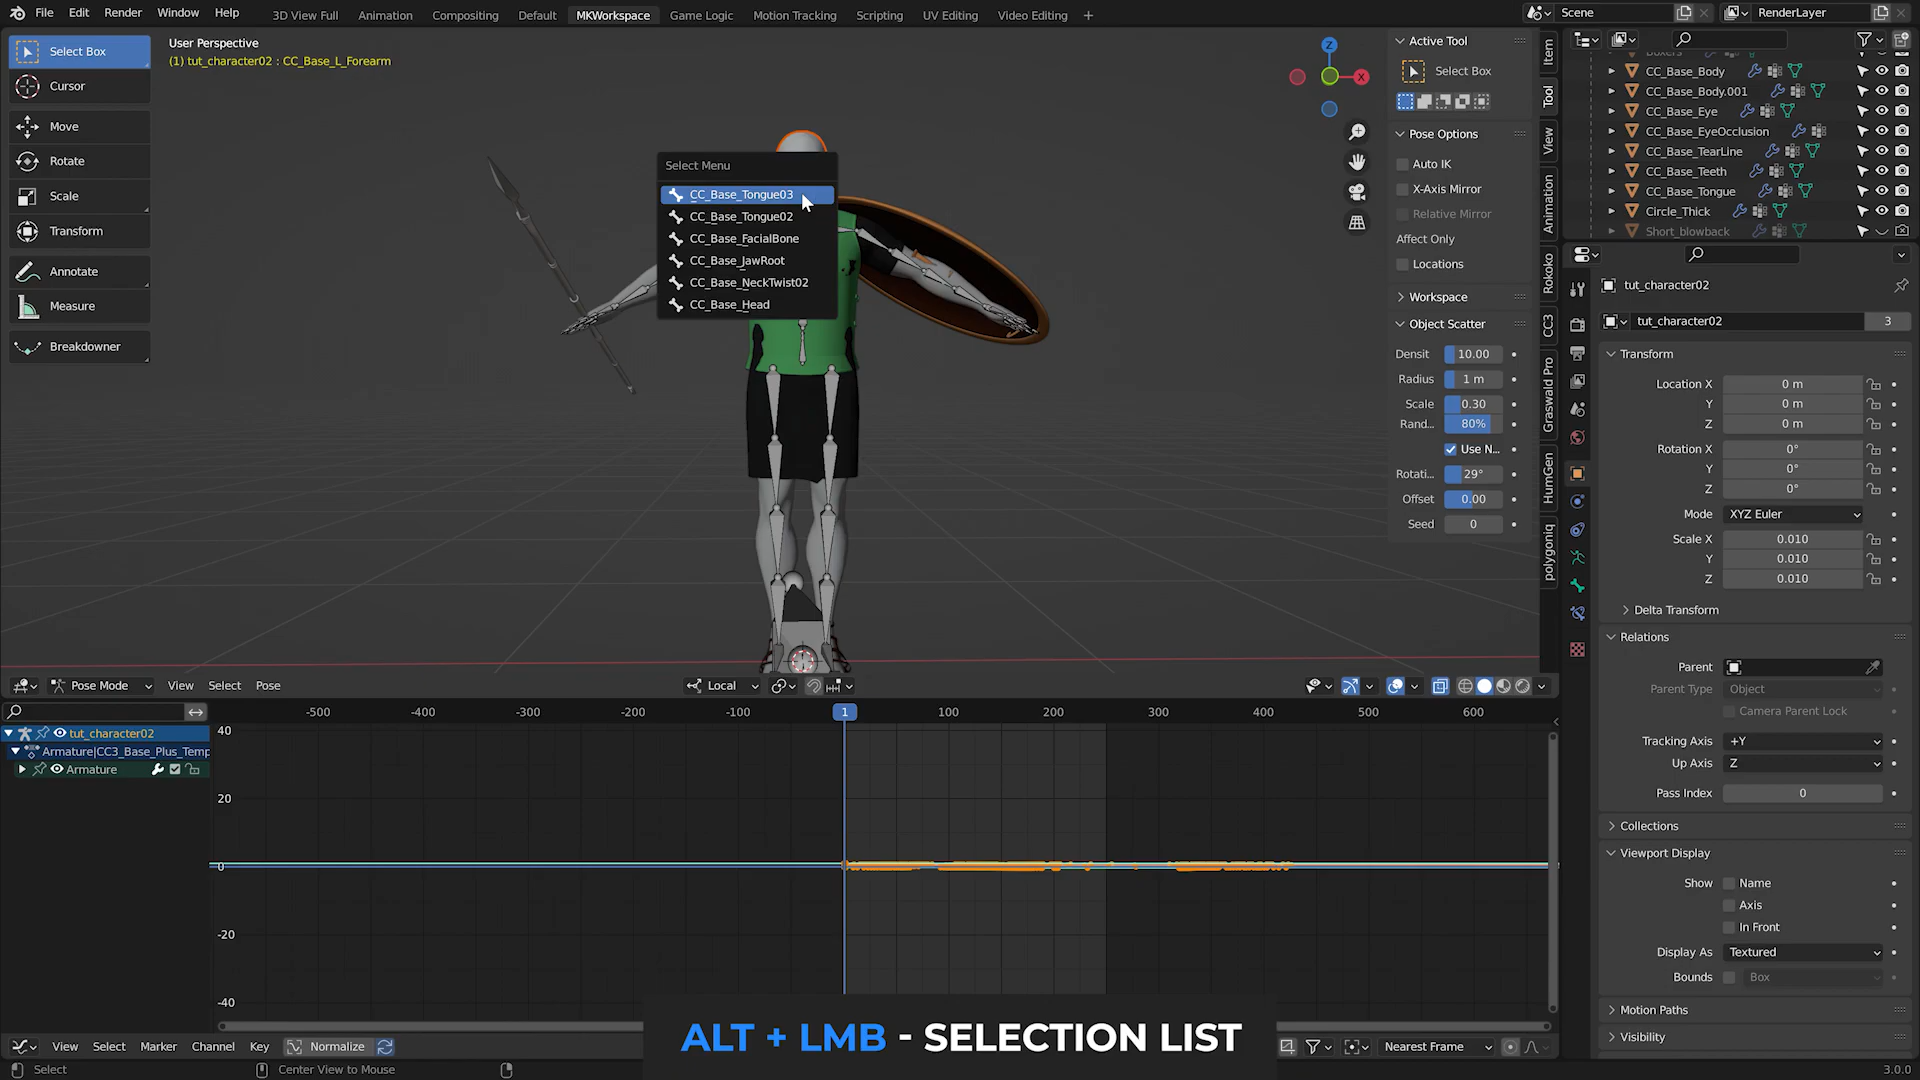 File Edit Render Window Help 3D View Full Animation Compositing Default MKWorkspace Game Logic Motion Tracking Scripting UV Editing Video Editing Scene RenderLayer
Select Box
Cursor
Move
Rotate
Scale
Transform
Annotate
Measure
Breakdowner
User Perspective
(1) tut_character02 : CC_Base_L_Forearm
Select Menu
CC_Base_Tongue03
CC_Base_Tongue02
CC_Base_FacialBone
CC_Base_JawRoot
CC_Base_NeckTwist02
CC_Base_Head
Z
X
Active Tool
Select Box
Pose Options
Auto IK
X-Axis Mirror
Relative Mirror
Affect Only
Locations
Workspace
Object Scatter
Densit 10.00
Radius 1 m
Scale 0.30
Rand... 80%
Use N...
Rotati... 29°
Offset 0.00
Seed 0
Item
Tool
View
Animation
Rokoko
CC3
Graswald Pro
HumGen
polygoniq
CC_Base_Body
CC_Base_Body.001
CC_Base_Eye
CC_Base_EyeOcclusion
CC_Base_TearLine
CC_Base_Teeth
CC_Base_Tongue
Circle_Thick
Short_blowback
tut_character02
tut_character02 3
Transform
Location X 0 m
Y 0 m
Z 0 m
Rotation X 0°
Y 0°
Z 0°
Mode XYZ Euler
Scale X 0.010
Y 0.010
Z 0.010
Delta Transform
Relations
Parent
Parent Type Object
Camera Parent Lock
Tracking Axis +Y
Up Axis Z
Pass Index 0
Collections
Viewport Display
Show Name
Axis
In Front
Display As Textured
Bounds Box
Motion Paths
Visibility
Pose Mode View Select Pose Local
-500 -400 -300 -200 -100 1 100 200 300 400 500 600
tut_character02
Armature|CC3_Base_Plus_Temp
Armature
40
20
0
-20
-40
View Select Marker Channel Key Normalize Nearest Frame
ALT + LMB - SELECTION LIST
Select Center View to Mouse 3.0.0